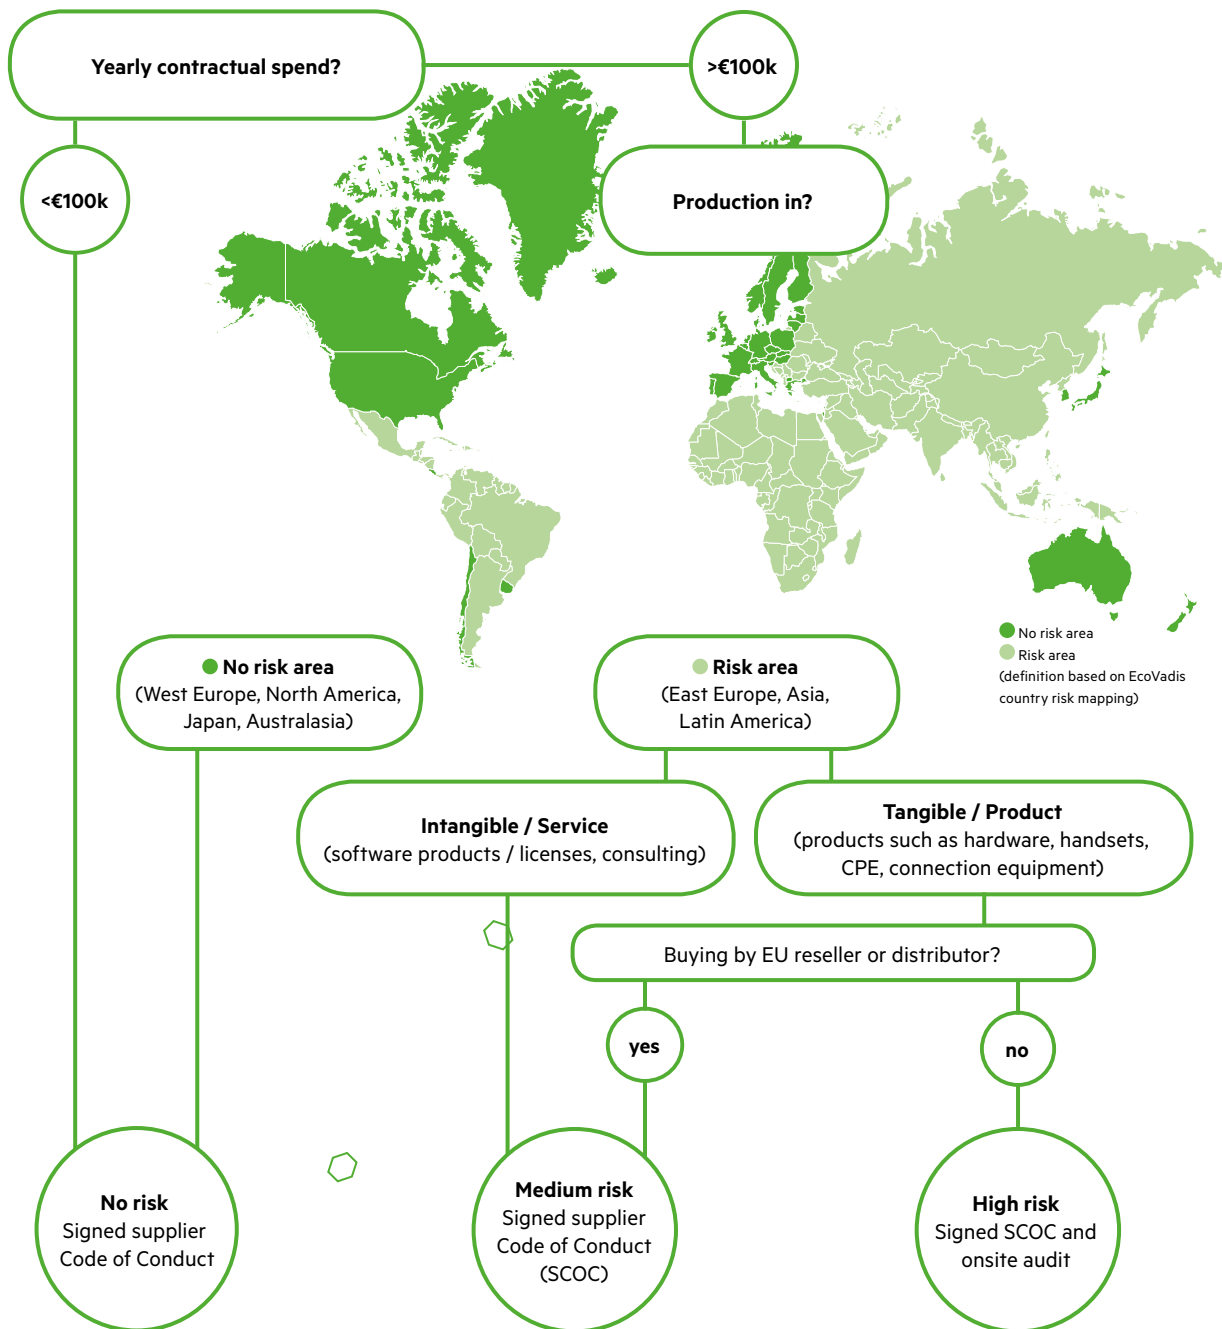 Yearly contractual spend?
>€100k
<€100k
Production in?
No risk area
Risk area
(definition based on EcoVadis
country risk mapping)
No risk area
(West Europe, North America,
Japan, Australasia)
Risk area
(East Europe, Asia,
Latin America)
Intangible / Service
(software products / licenses, consulting)
Tangible / Product
(products such as hardware, handsets,
CPE, connection equipment)
Buying by EU reseller or distributor?
yes
no
No risk
Signed supplier
Code of Conduct
Medium risk
Signed supplier
Code of Conduct
(SCOC)
High risk
Signed SCOC and
onsite audit